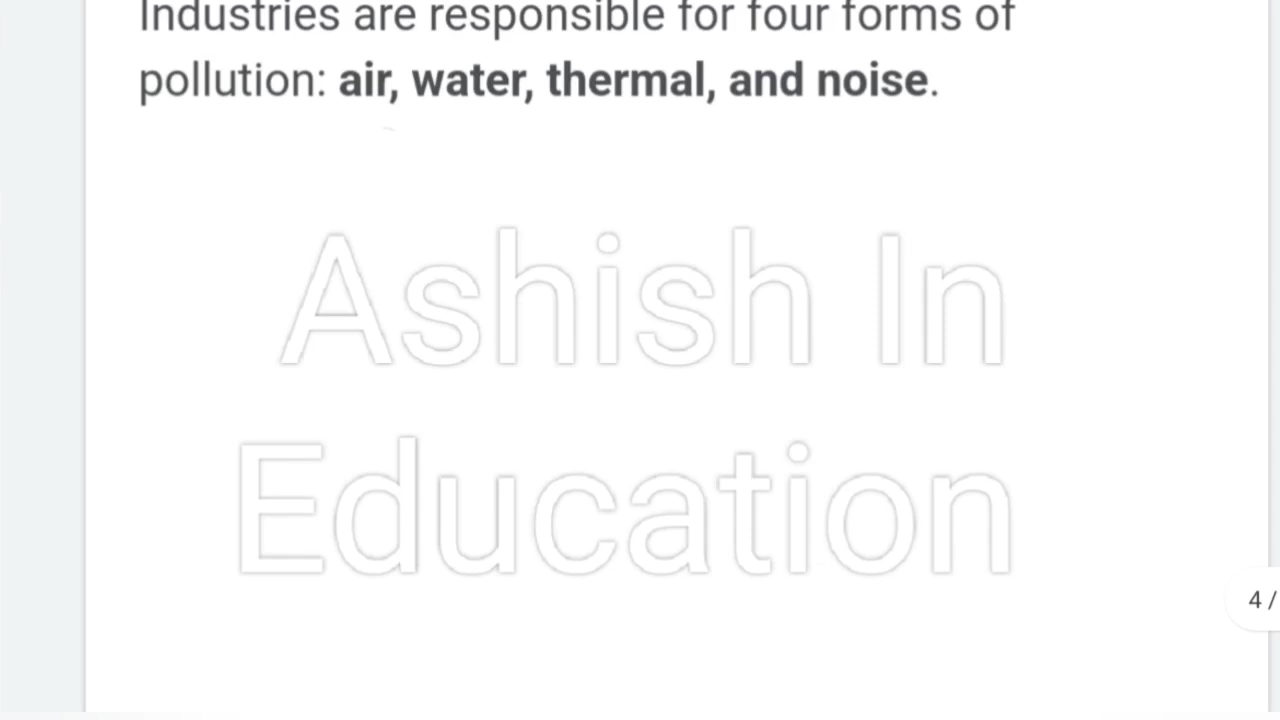 Industries are responsible for four forms of
pollution: air, water, thermal, and noise.
Ashish In
Education
4 /